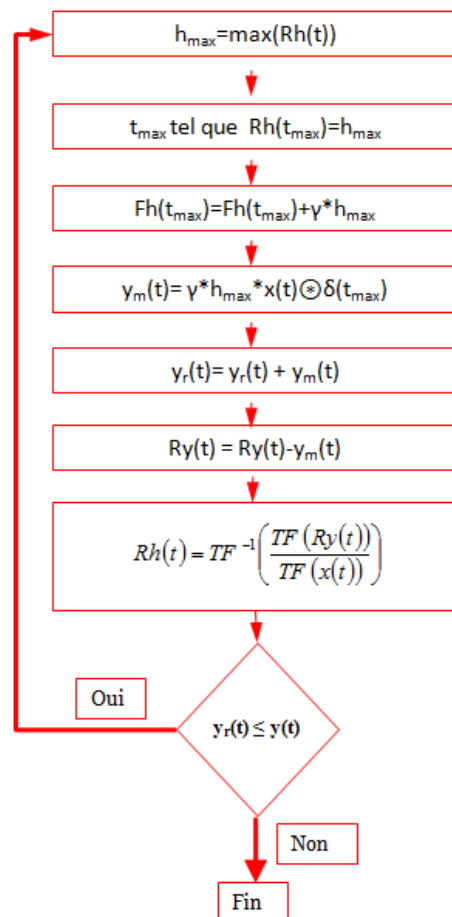 hmax=max(Rh(t))
tmax tel que Rh(tmax)=hmax
Fh(tmax)=Fh(tmax)+γ*hmax
ym(t)= γ*hmax*x(t)⊛δ(tmax)
yr(t)= yr(t) + ym(t)
Ry(t) = Ry(t)-ym(t)
Rh(t) = TF⁻¹(TF(Ry(t))/TF(x(t)))
Oui
yr(t) ≤ y(t)
Non
Fin